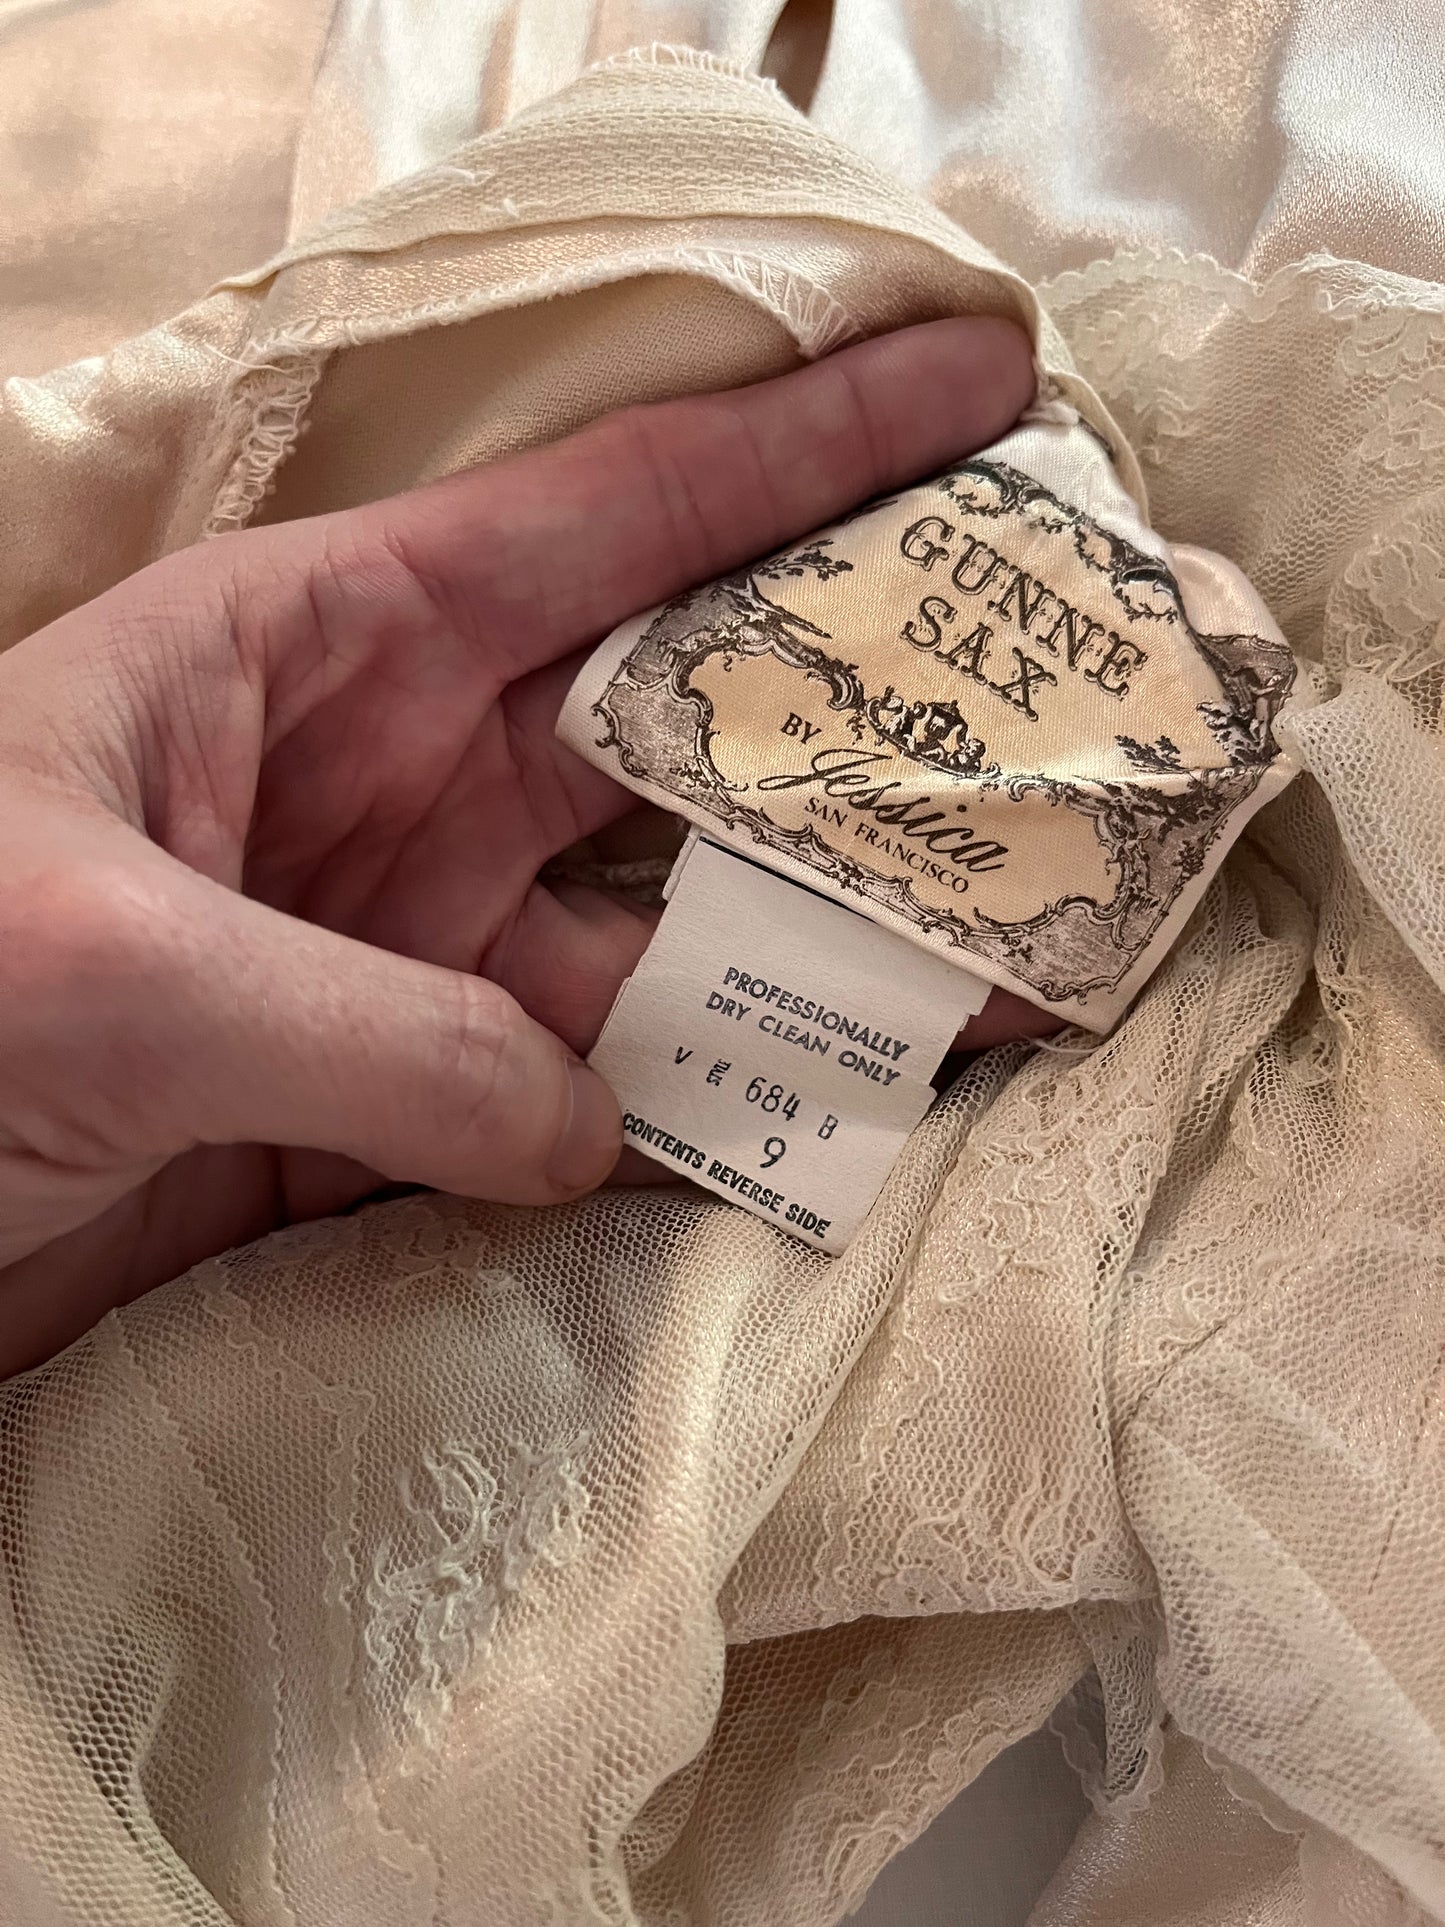 GUNNE
SAX
BY Jessica
SAN FRANCISCO
PROFESSIONALLY
DRY CLEAN ONLY
V 684 B
9
CONTENTS REVERSE SIDE